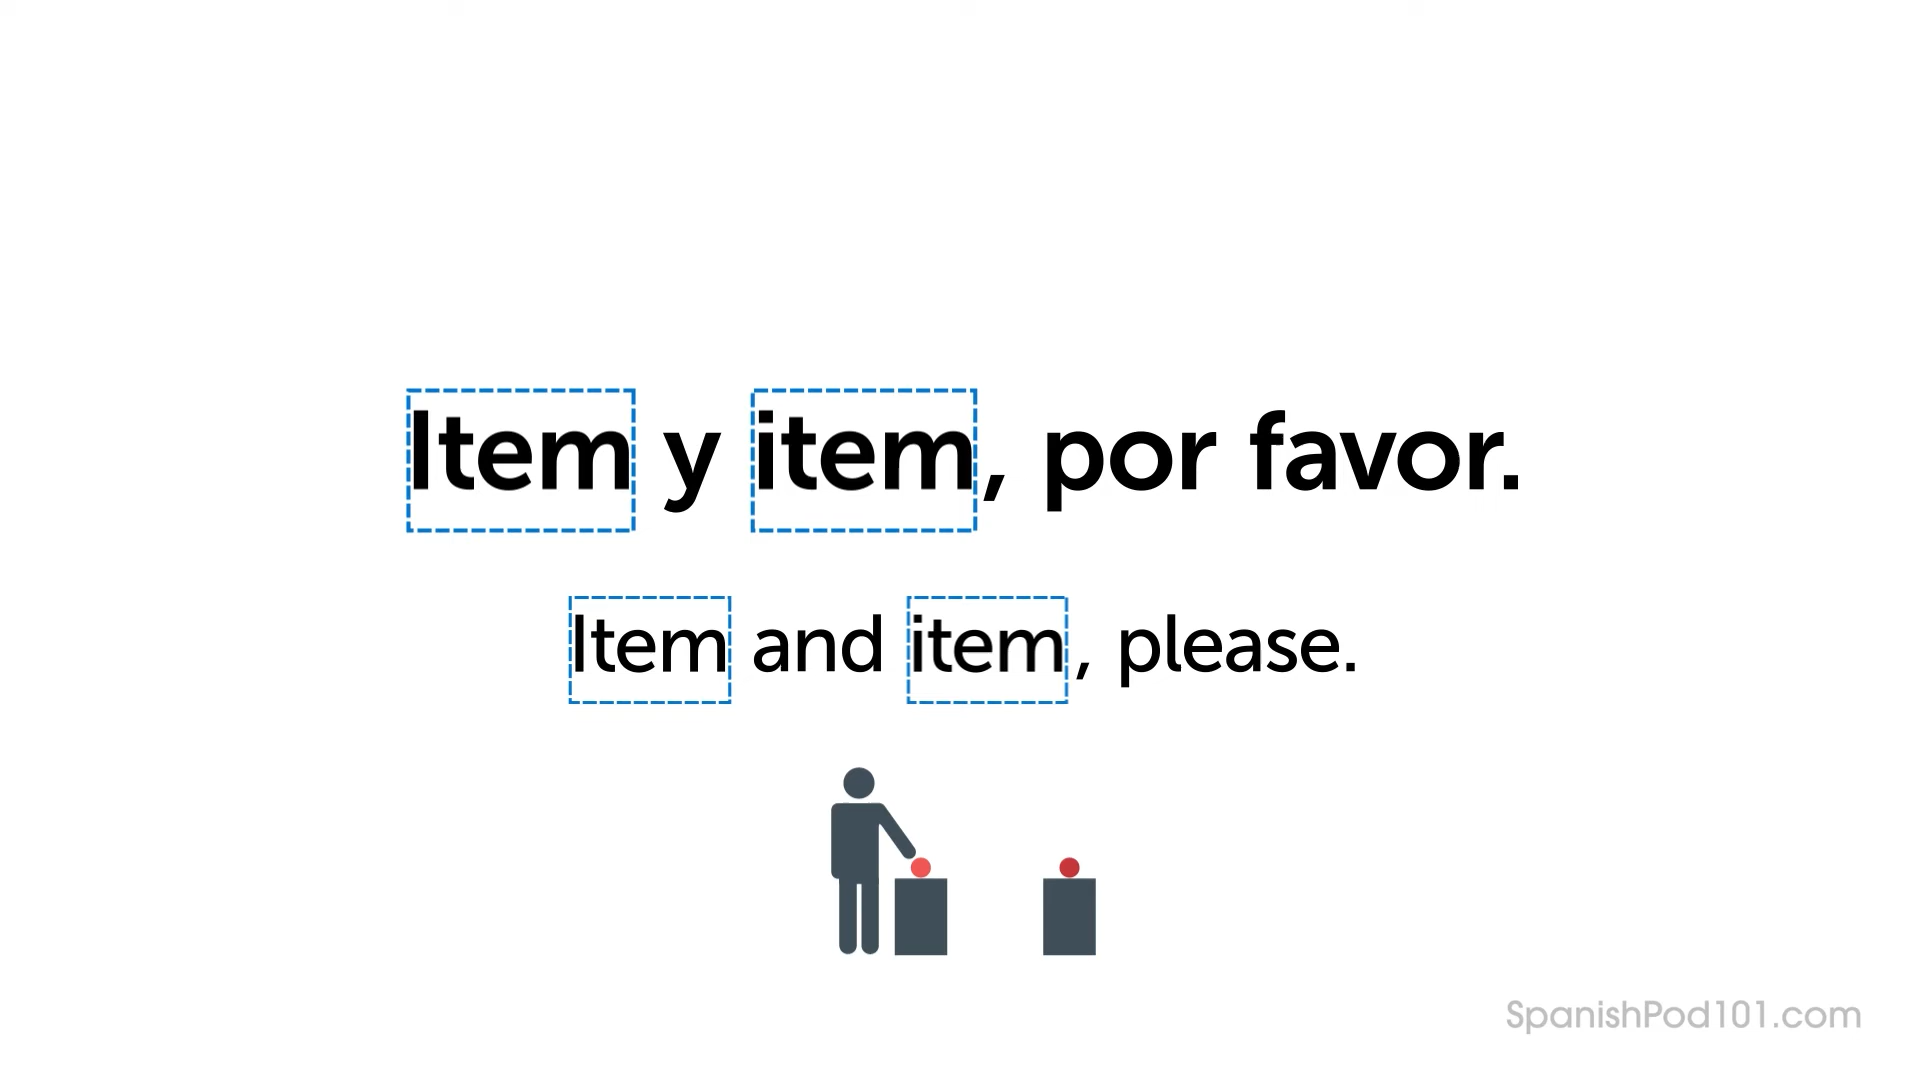 Item y item, por favor.
Item and item, please.
SpanishPod101.com